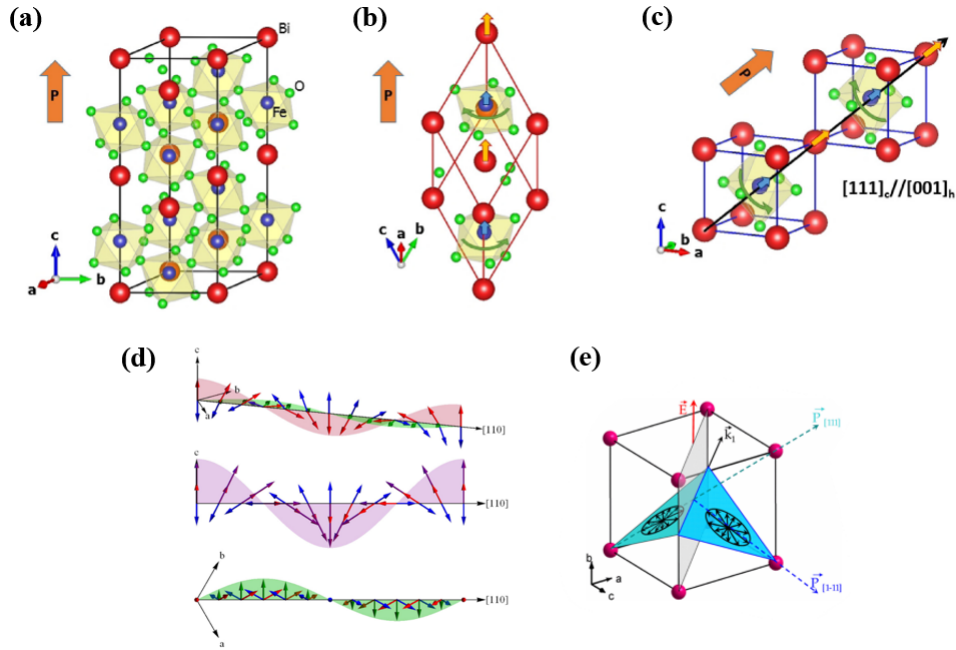 (a)
Bi
P
O
Fe
c
b
a
(b)
P
c
a
b
(c)
P
[111]c//[001]h
c
b
a
(d)
c
b
a
[110]
c
[110]
b
[110]
a
(e)
E
k1
P[111]
P[1-11]
b
a
c